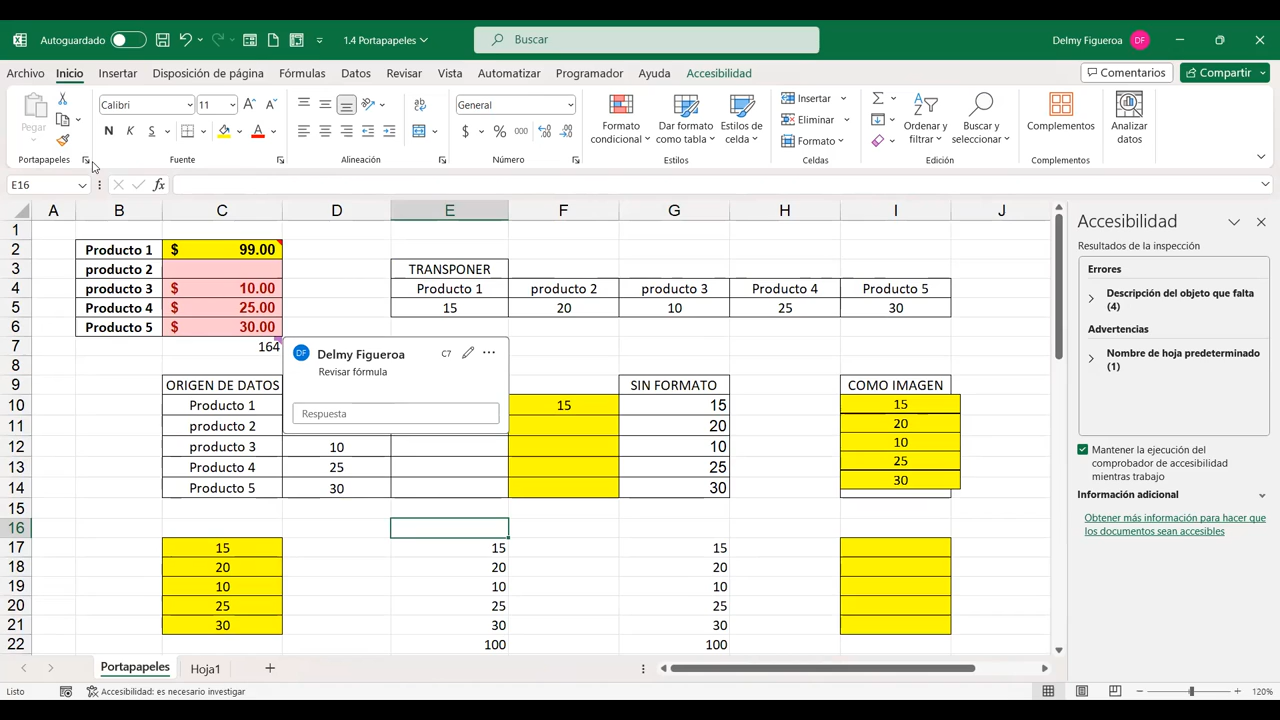 Autoguardado
1.4 Portapapeles
Buscar
Delmy Figueroa DF
Archivo Inicio Insertar Disposición de página Fórmulas Datos Revisar Vista Automatizar Programador Ayuda Accesibilidad Comentarios Compartir
Pegar
Portapapeles
Calibri 11
N K S
Fuente
Alineación
General
$ % 000
Número
Formato condicional
Dar formato como tabla
Estilos de celda
Estilos
Insertar
Eliminar
Formato
Celdas
Ordenar y filtrar
Buscar y seleccionar
Edición
Complementos
Complementos
Analizar datos
E16 fx
A B C D E F G H I J
1
2 Producto 1 $ 99.00
3 producto 2 TRANSPONER
4 producto 3 $ 10.00 Producto 1 producto 2 producto 3 Producto 4 Producto 5
5 Producto 4 $ 25.00 15 20 10 25 30
6 Producto 5 $ 30.00
7 164
DF Delmy Figueroa C7
Revisar fórmula
Respuesta
8
9 ORIGEN DE DATOS SIN FORMATO COMO IMAGEN
10 Producto 1 15 15 15
11 producto 2 20 20
12 producto 3 10 10 10
13 Producto 4 25 25 25
14 Producto 5 30 30 30
15
16
17 15 15 15
18 20 20 20
19 10 10 10
20 25 25 25
21 30 30 30
22 100 100
Accesibilidad
Resultados de la inspección
Errores
Descripción del objeto que falta
(4)
Advertencias
Nombre de hoja predeterminado
(1)
Mantener la ejecución del
comprobador de accesibilidad
mientras trabajo
Información adicional
Obtener más información para hacer que
los documentos sean accesibles
Portapapeles Hoja1
Listo Accesibilidad: es necesario investigar 120%